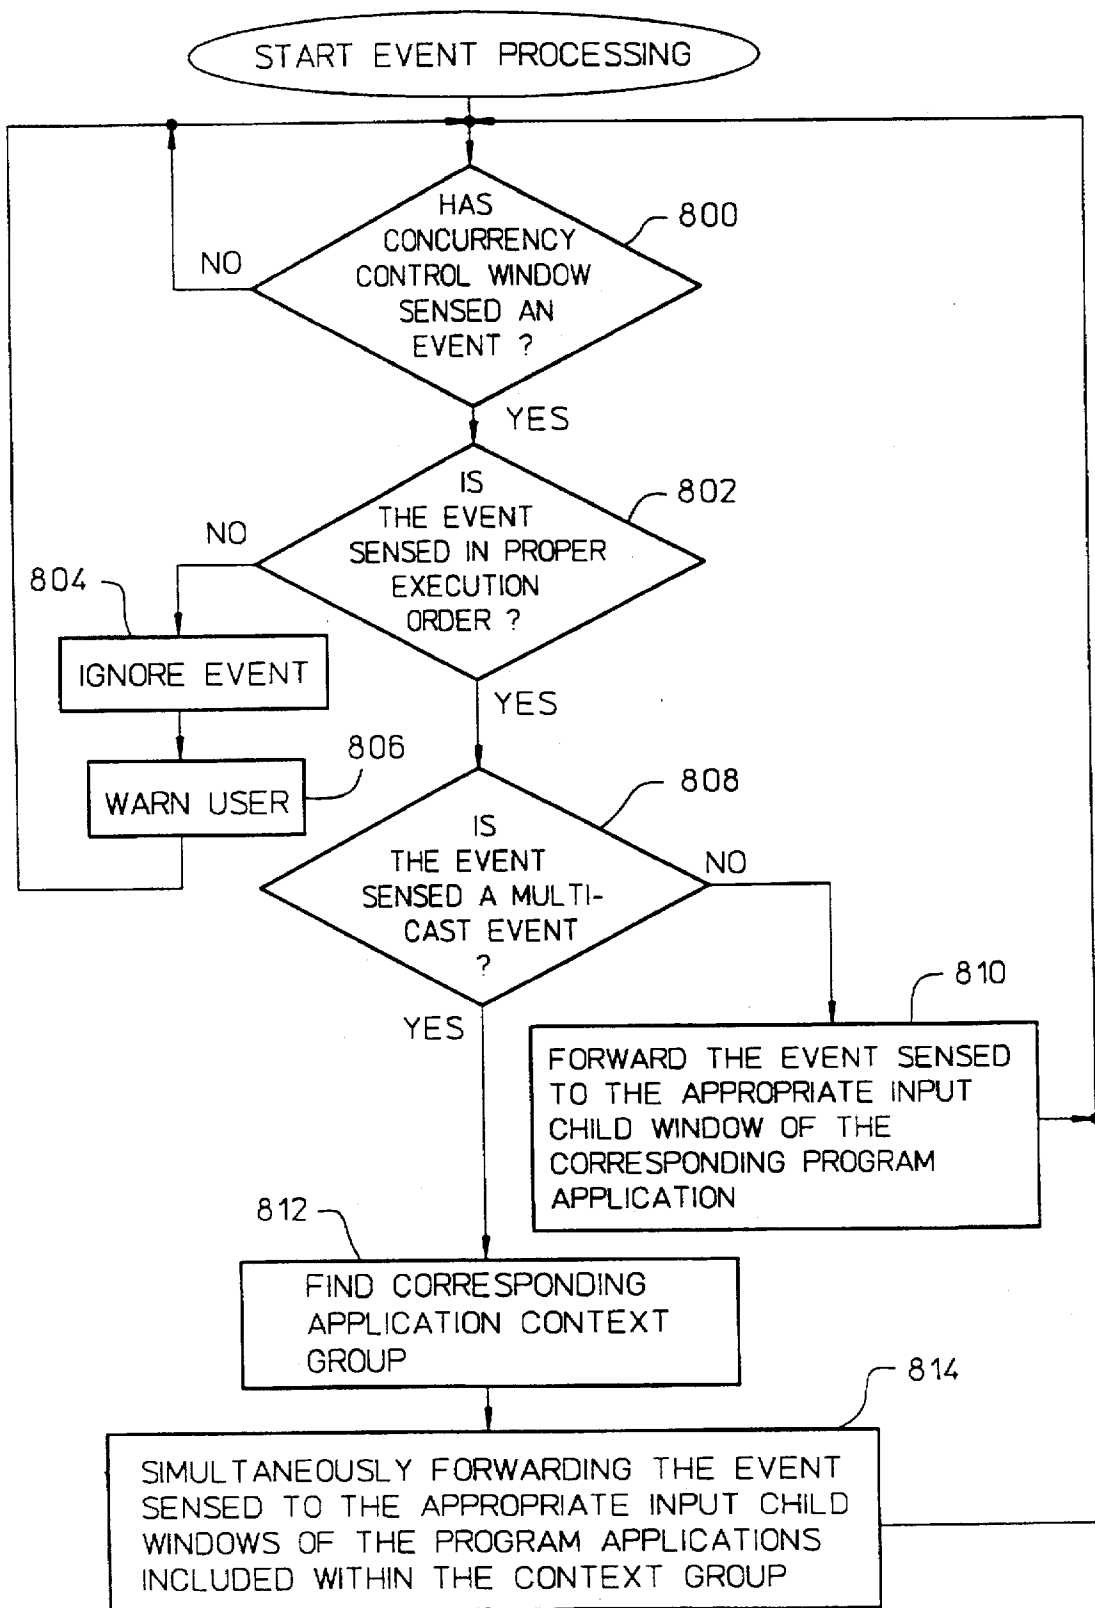 START EVENT PROCESSING
HAS
CONCURRENCY
CONTROL WINDOW
SENSED AN
EVENT ?
800
NO
YES
IS
THE EVENT
SENSED IN PROPER
EXECUTION
ORDER ?
802
NO
804
IGNORE EVENT
YES
806
WARN USER
808
IS
THE EVENT
SENSED A MULTI-
CAST EVENT
?
NO
YES
810
FORWARD THE EVENT SENSED
TO THE APPROPRIATE INPUT
CHILD WINDOW OF THE
CORRESPONDING PROGRAM
APPLICATION
812
FIND CORRESPONDING
APPLICATION CONTEXT
GROUP
814
SIMULTANEOUSLY FORWARDING THE EVENT
SENSED TO THE APPROPRIATE INPUT CHILD
WINDOWS OF THE PROGRAM APPLICATIONS
INCLUDED WITHIN THE CONTEXT GROUP